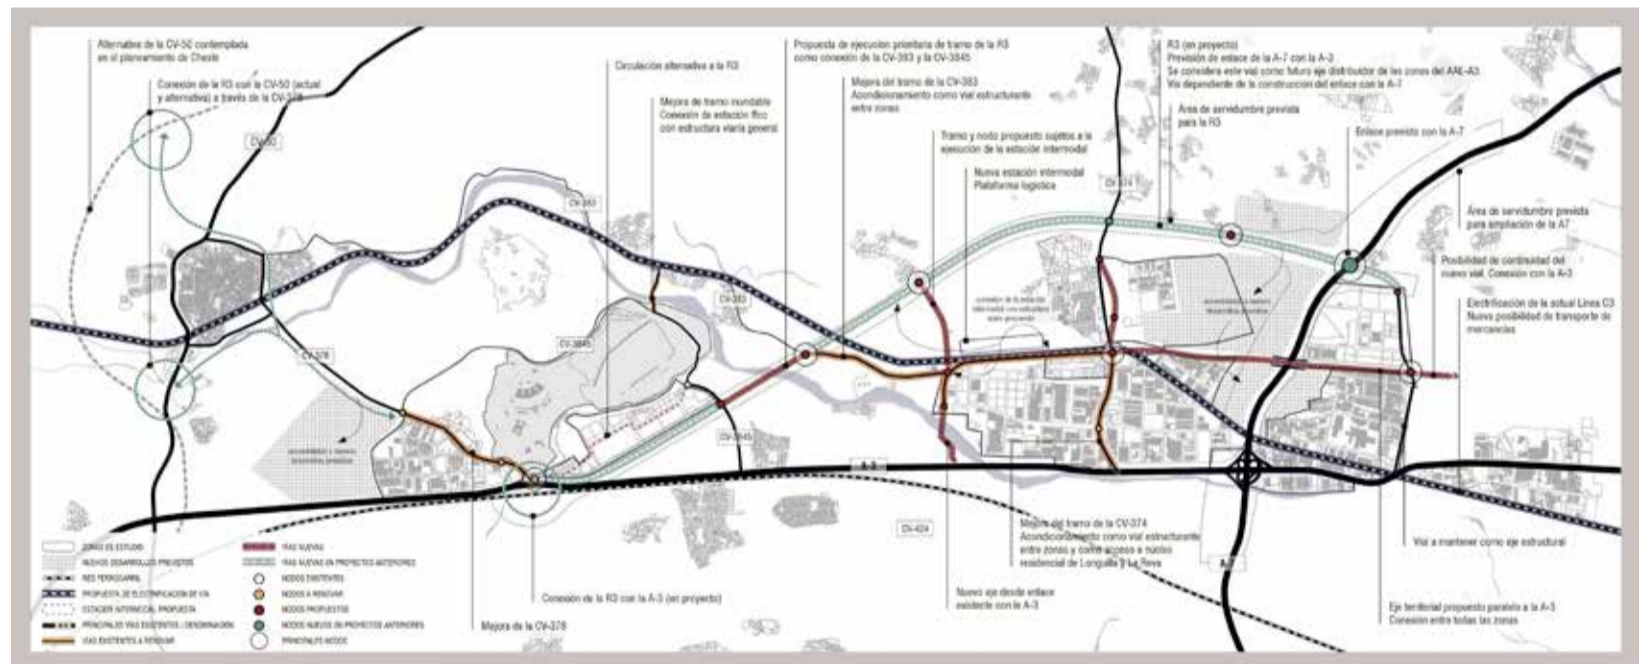 Alternativa de la CV-50 contemplada
en el planeamiento de Cheste
Conexión de la R3 con la CV-50 (actual
y alternativa) a través de la CV-378
Circulación alternativa a la R3
Mejora de tramo inundable
Conexión de estación ffcc
con estructura viaria general
Propuesta de ejecución prioritaria de tramo de la R3
como conexión de la CV-383 y la CV-3845
Mejora del tramo de la CV-383
Acondicionamiento como vial estructurante
entre zonas
Tramo y nodo propuesto sujetos a la
ejecución de la estación intermodal
Nueva estación intermodal
Plataforma logística
R3 (en proyecto)
Previsión de enlace de la A-7 con la A-3
Se considera este vial como futuro eje distribuidor de las zonas del AAE-A3
Vía dependiente de la construcción del enlace con la A-7
Área de servidumbre prevista
para la R3
Enlace previsto con la A-7
Área de servidumbre prevista
para ampliación de la A7
Posibilidad de continuidad del
nuevo vial. Conexión con la A-3
Electrificación de la actual Línea C3
Nueva posibilidad de transporte de
mercancías
CV-50
CV-383
CV-374
CV-383
CV-3845
CV-378
CV-3845
A-3
CV-424
A-7
Mejora del tramo de la CV-374
Acondicionamiento como vial estructurante
entre zonas y como acceso a núcleo
residencial de Longuilla y La Reva
Vial a mantener como eje estructural
Nuevo eje desde enlace
existente con la A-3
Eje territorial propuesto paralelo a la A-3
Conexión entre todas las zonas
Conexión de la R3 con la A-3 (en proyecto)
Mejora de la CV-378
ZONAS DE ESTUDIO
NUEVOS DESARROLLOS PREVISTOS
RED FERROCARRIL
PROPUESTA DE ELECTRIFICACIÓN DE VÍA
ESTACIÓN INTERMODAL PROPUESTA
PRINCIPALES VÍAS EXISTENTES / DENOMINACIÓN
VÍAS EXISTENTES A RENOVAR
VÍAS NUEVAS
VÍAS NUEVAS EN PROYECTOS ANTERIORES
NODOS EXISTENTES
NODOS A RENOVAR
NODOS PROPUESTOS
NODOS NUEVOS EN PROYECTOS ANTERIORES
PRINCIPALES NODOS